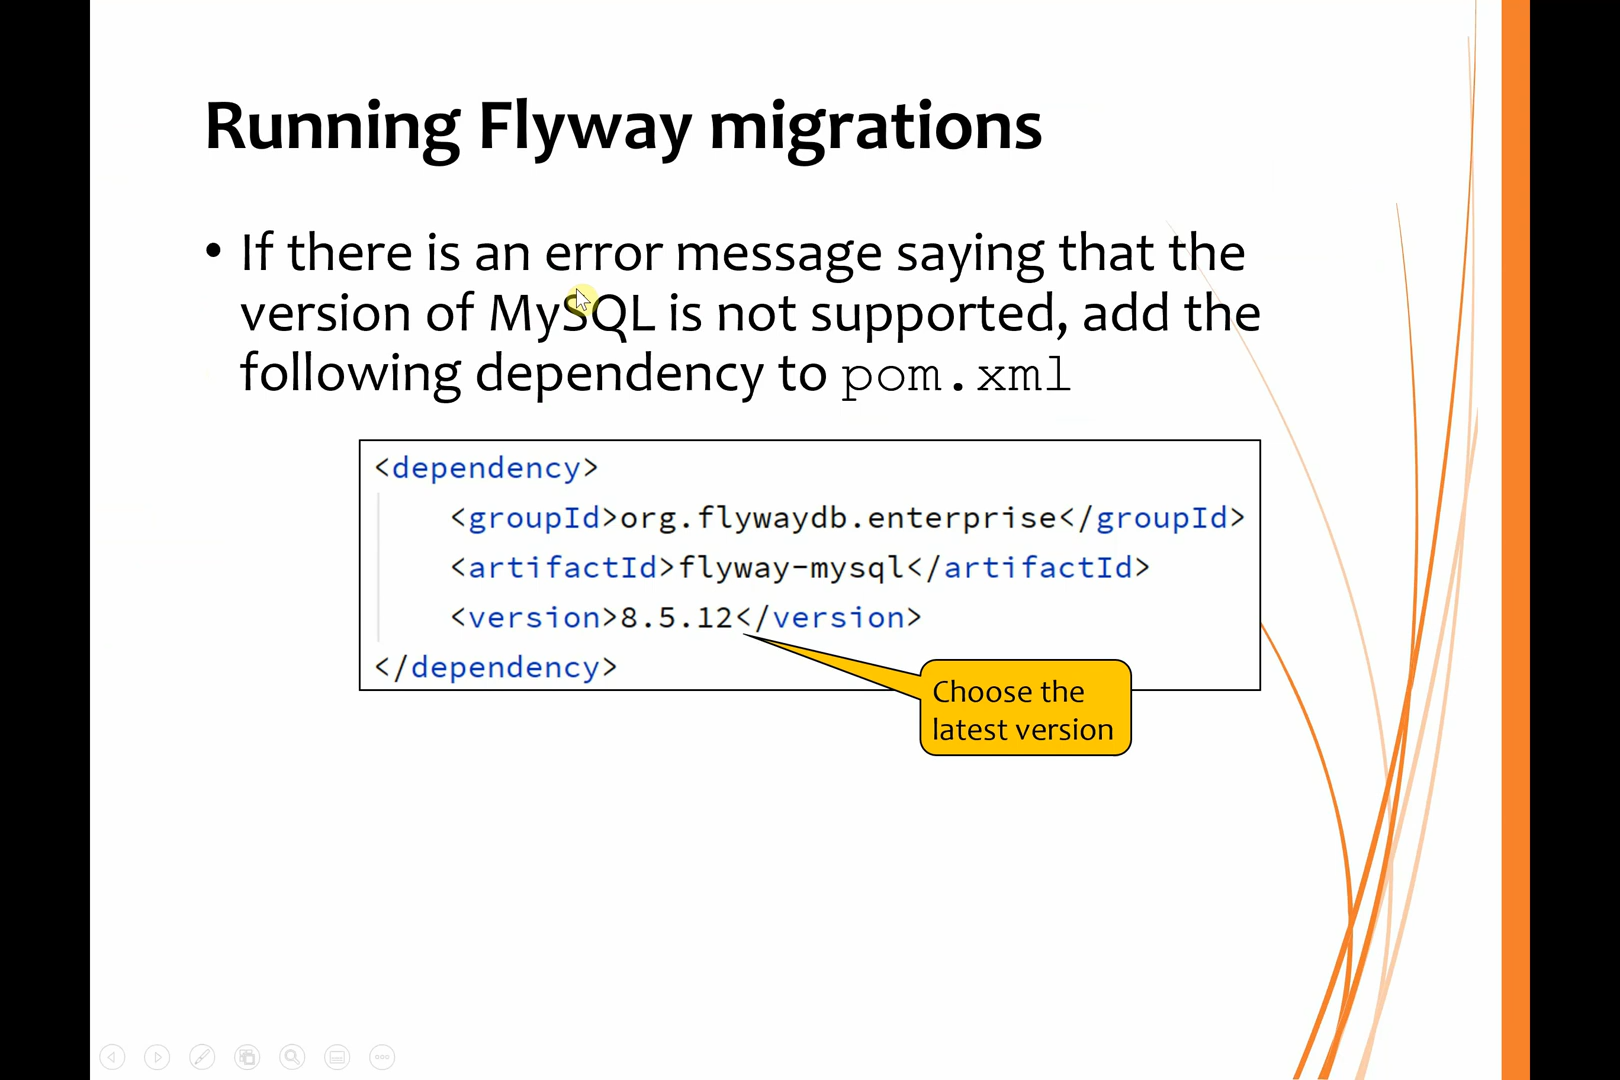 Running Flyway migrations
• If there is an error message saying that the
version of MySQL is not supported, add the
following dependency to pom.xml
<dependency>
<groupId>org.flywaydb.enterprise</groupId>
<artifactId>flyway-mysql</artifactId>
<version>8.5.12</version>
</dependency>
Choose the
latest version